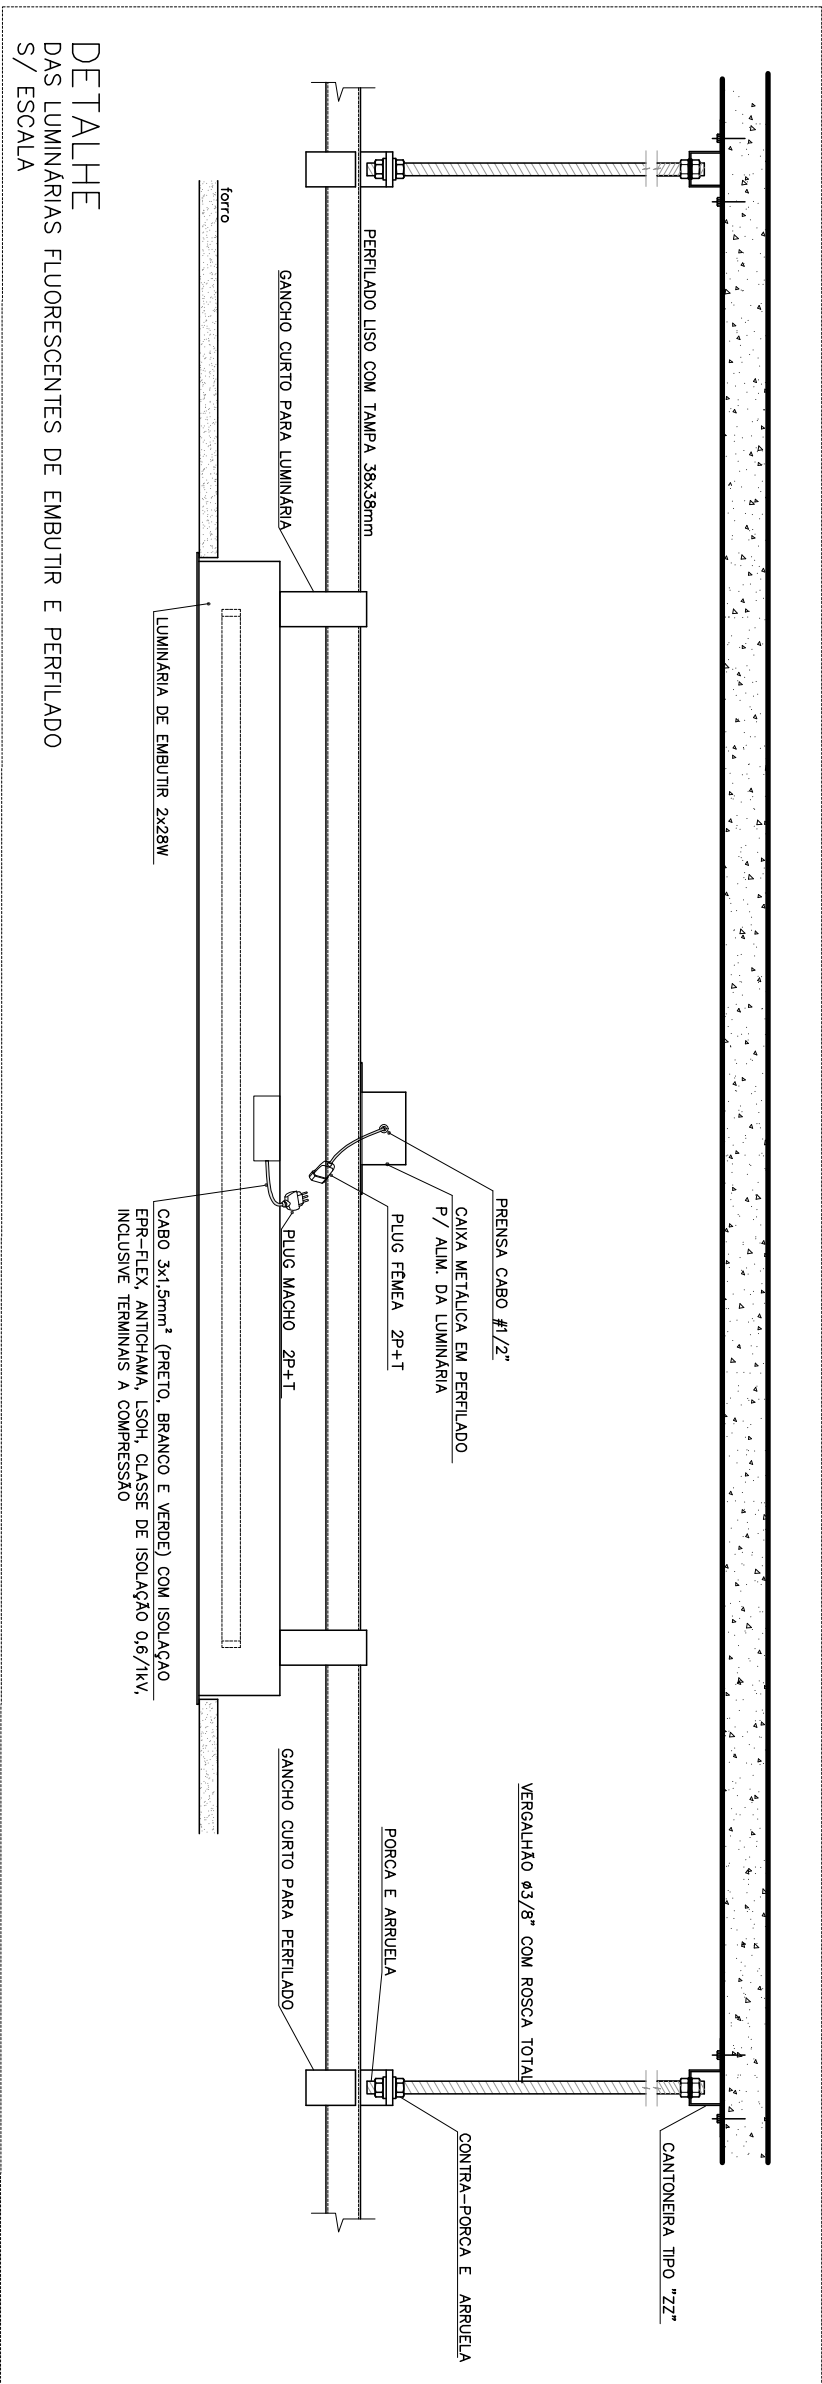 CANTONEIRA TIPO "ZZ"
VERGALHÃO ø3/8" COM ROSCA TOTAL
PRENSA CABO #1/2"
CAIXA METÁLICA EM PERFILADO
P/ ALIM. DA LUMINÁRIA
CONTRA-PORCA E ARRUELA
PLUG FÊMEA 2P+T
PORCA E ARRUELA
PERFILADO LISO COM TAMPA 38x38mm
GANCHO CURTO PARA LUMINÁRIA
PLUG MACHO 2P+T
GANCHO CURTO PARA PERFILADO
forro
LUMINÁRIA DE EMBUTIR 2x28W
CABO 3x1,5mm² (PRETO, BRANCO E VERDE) COM ISOLAÇAO
EPR-FLEX, ANTICHAMA, LSOH, CLASSE DE ISOLAÇÃO 0,6/1kV,
INCLUSIVE TERMINAIS A COMPRESSÃO
DETALHE
DAS LUMINÁRIAS FLUORESCENTES DE EMBUTIR E PERFILADO
S/ ESCALA